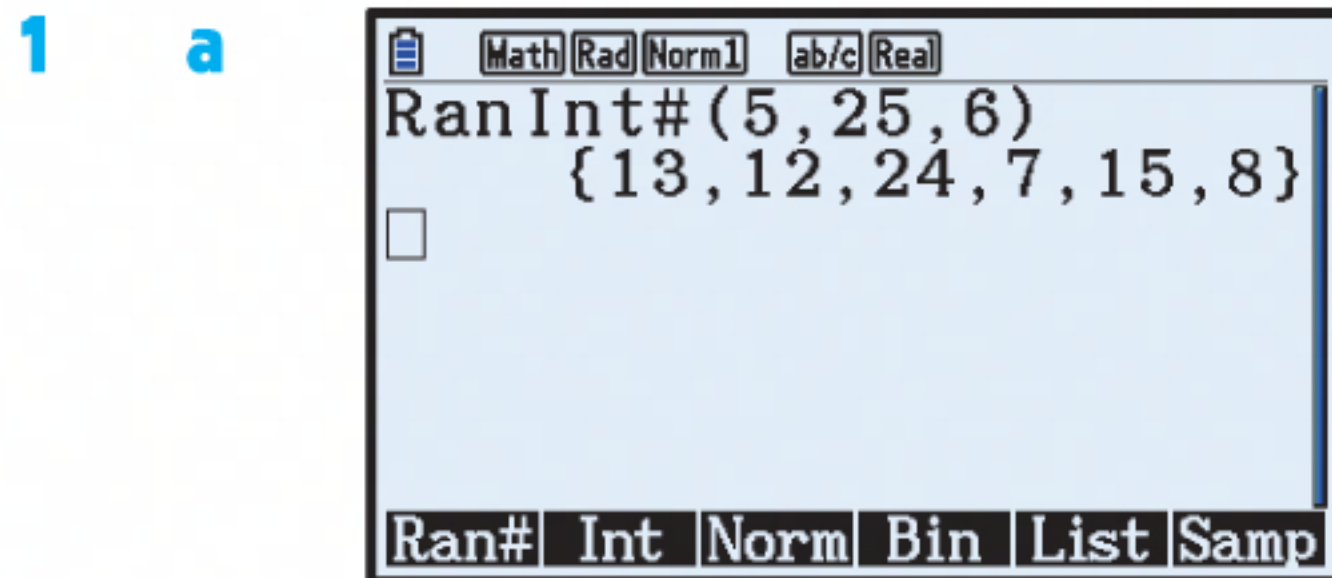 1 a
Math Rad Norm1 ab/c Real
RanInt#(5,25,6)
{13,12,24,7,15,8}
Ran# Int Norm Bin List Samp